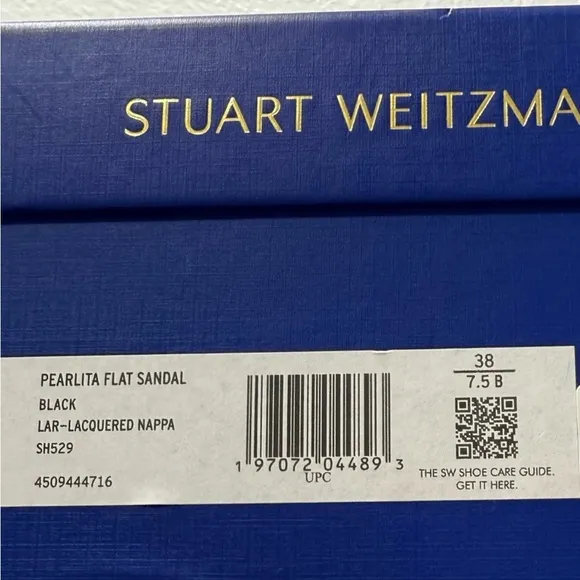 STUART WEITZMA
PEARLITA FLAT SANDAL
BLACK
LAR-LACQUERED NAPPA
SH529
4509444716
1 97072 04489 3
UPC
38
7.5 B
THE SW SHOE CARE GUIDE.
GET IT HERE.